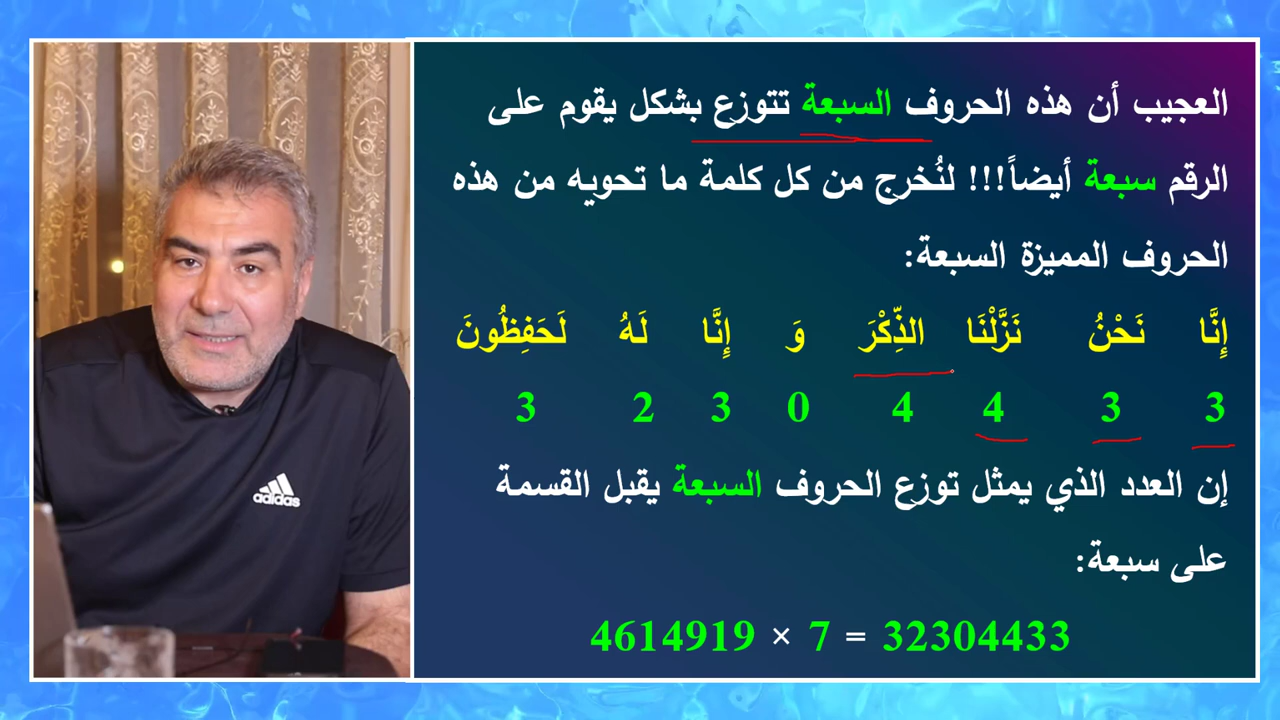 العجيب أن هذه الحروف السبعة تتوزع بشكل يقوم على
الرقم سبعة أيضاً!!! لنُخرج من كل كلمة ما تحويه من هذه
الحروف المميزة السبعة:
إِنَّا نَحْنُ نَزَّلْنَا الذِّكْرَ وَ إِنَّا لَهُ لَحَفِظُونَ
3 3 4 4 0 3 2 3
إن العدد الذي يمثل توزع الحروف السبعة يقبل القسمة
على سبعة:
4614919 × 7 = 32304433
adidas